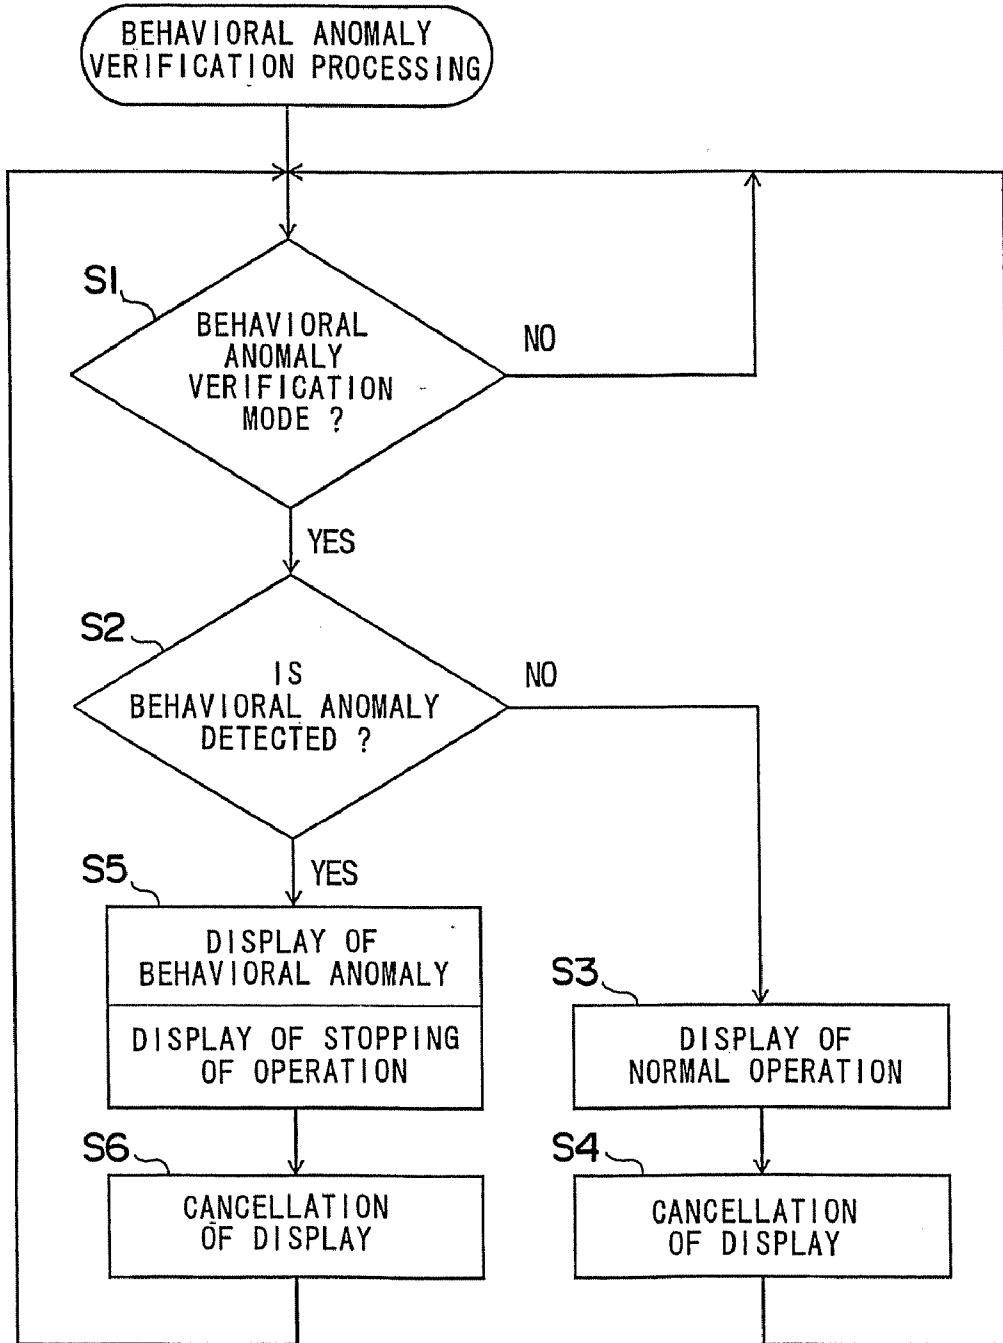 BEHAVIORAL ANOMALY
VERIFICATION PROCESSING
S1
BEHAVIORAL
ANOMALY
VERIFICATION
MODE ?
NO
YES
S2
IS
BEHAVIORAL ANOMALY
DETECTED ?
NO
YES
S5
DISPLAY OF
BEHAVIORAL ANOMALY
DISPLAY OF STOPPING
OF OPERATION
S3
DISPLAY OF
NORMAL OPERATION
S6
CANCELLATION
OF DISPLAY
S4
CANCELLATION
OF DISPLAY